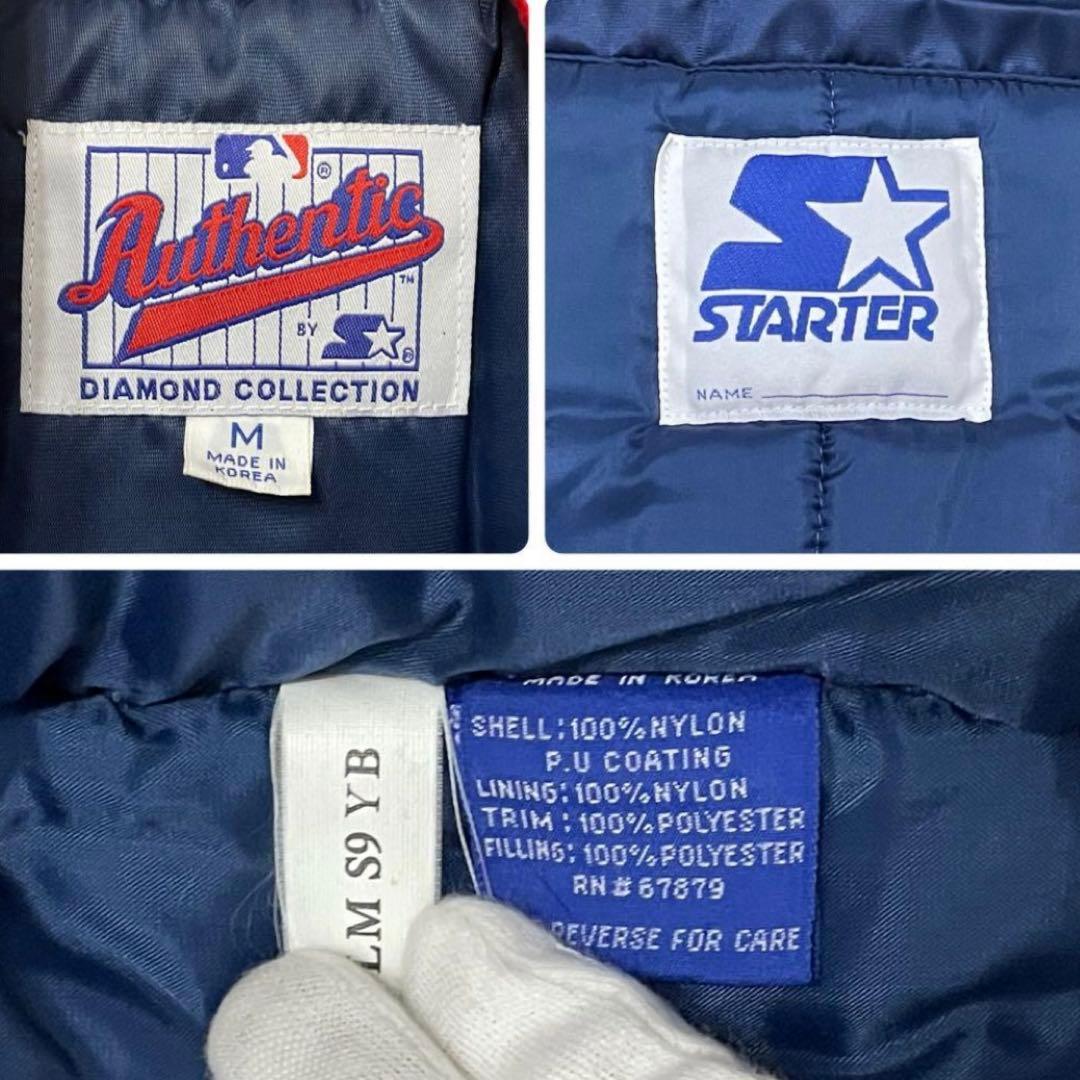 ®
Authentic
™
BY
®
DIAMOND COLLECTION
M
MADE IN
KOREA
STARTER
NAME
LM S9 Y B
MADE IN KOREA
SHELL:100%NYLON
P.U COATING
LINING:100%NYLON
TRIM:100%POLYESTER
FILLING:100%POLYESTER
RN#67879
REVERSE FOR CARE